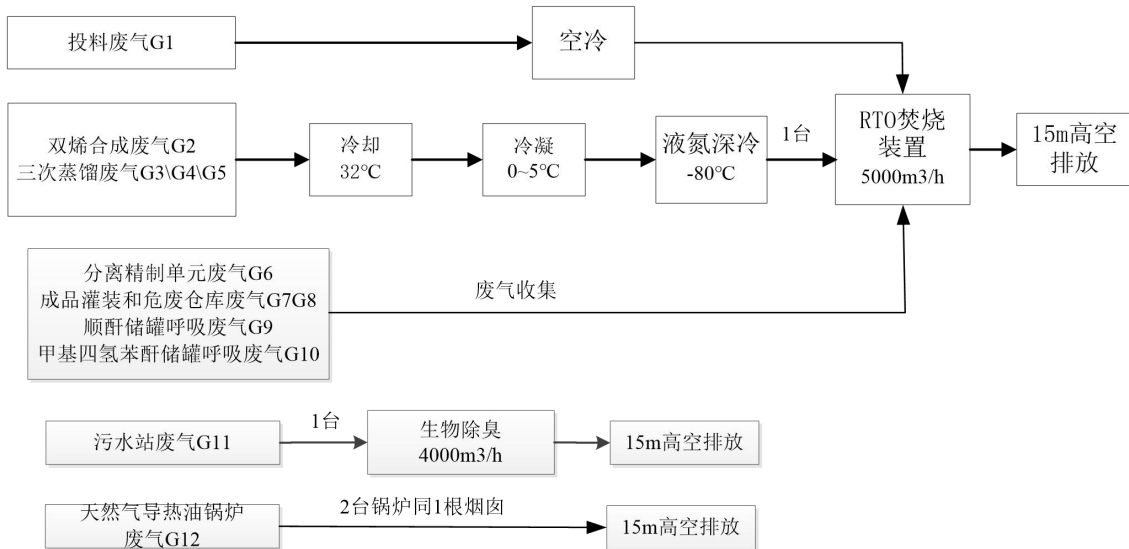 投料废气G1
空冷
双烯合成废气G2
三次蒸馏废气G3\G4\G5
冷却
32℃
冷凝
0~5℃
液氮深冷
-80℃
1台
RTO焚烧
装置
5000m3/h
15m高空
排放
分离精制单元废气G6
成品灌装和危废仓库废气G7G8
顺酐储罐呼吸废气G9
甲基四氢苯酐储罐呼吸废气G10
废气收集
污水站废气G11
1台
生物除臭
4000m3/h
15m高空排放
天然气导热油锅炉
废气G12
2台锅炉同1根烟囱
15m高空排放